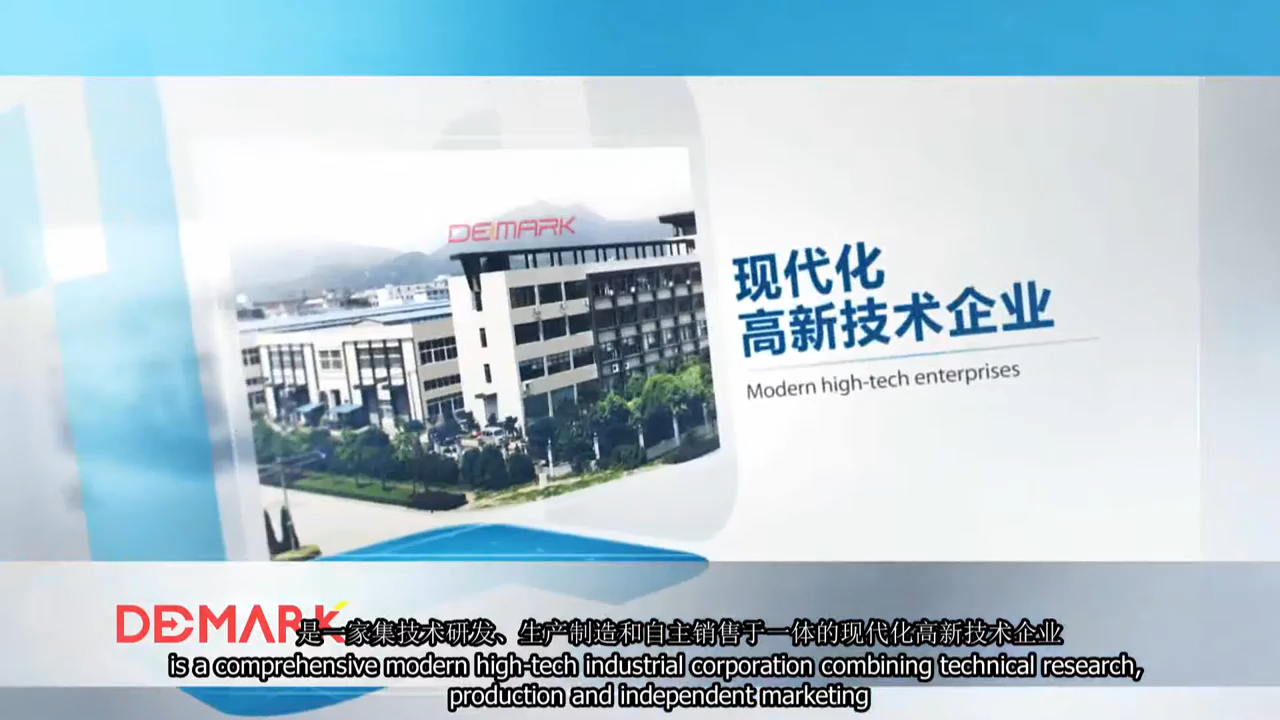 DEMARK
现代化
高新技术企业
Modern high-tech enterprises
DEMARK
是一家集技术研发、生产制造和自主销售于一体的现代化高新技术企业
is a comprehensive modern high-tech industrial corporation combining technical research,
production and independent marketing